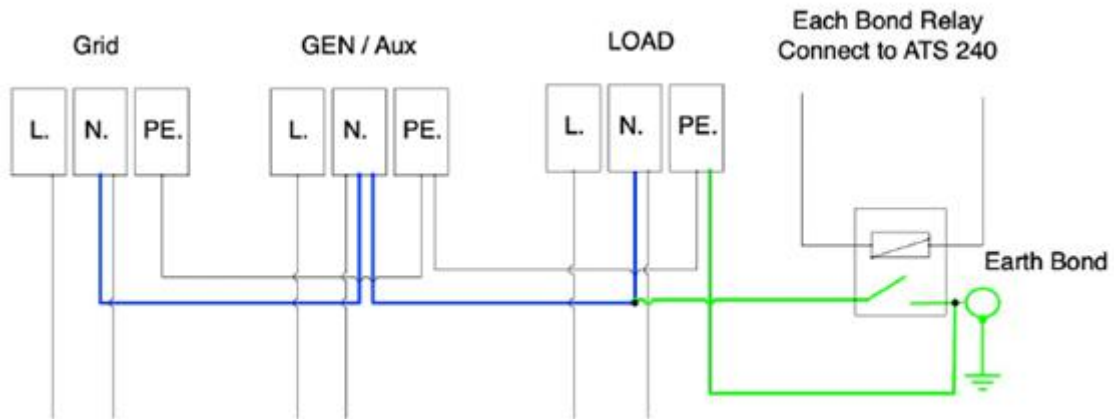 Grid
GEN / Aux
LOAD
Each Bond Relay
Connect to ATS 240
L.
N.
PE.
L.
N.
PE.
L.
N.
PE.
Earth Bond